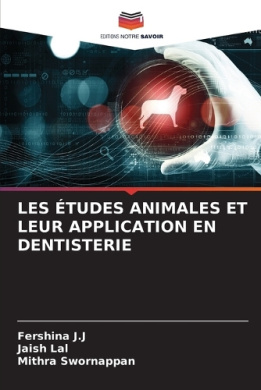 EDITIONS NOTRE SAVOIR
LES ÉTUDES ANIMALES ET
LEUR APPLICATION EN
DENTISTERIE
Fershina J.J
Jaish Lal
Mithra Swornappan